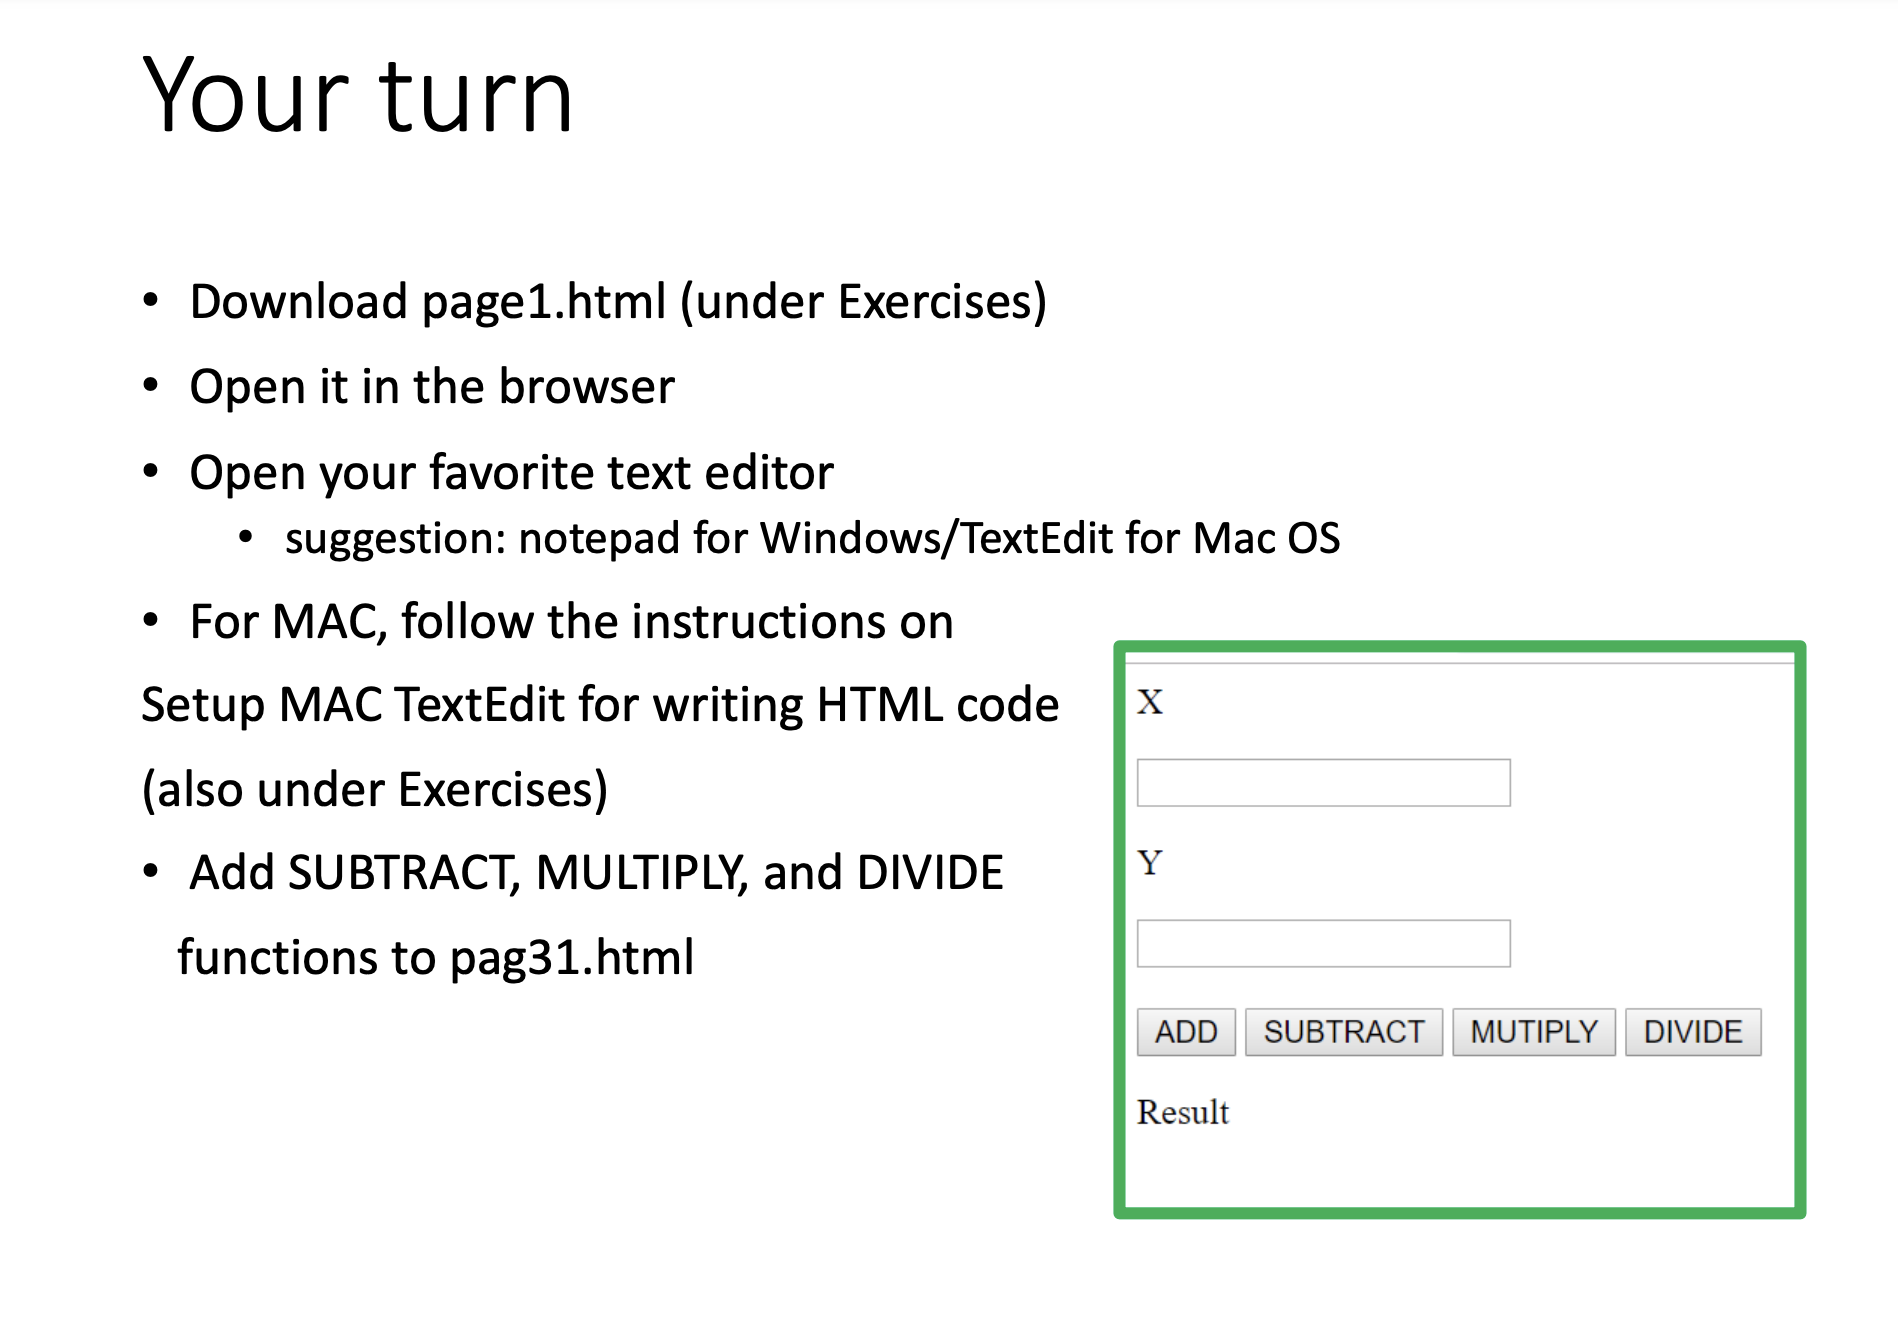 Your turn
• Download page1.html (under Exercises)
• Open it in the browser
• Open your favorite text editor
• suggestion: notepad for Windows/TextEdit for Mac OS
• For MAC, follow the instructions on
Setup MAC TextEdit for writing HTML code
(also under Exercises)
• Add SUBTRACT, MULTIPLY, and DIVIDE
functions to pag31.html
X
Y
ADD SUBTRACT MUTIPLY DIVIDE
Result